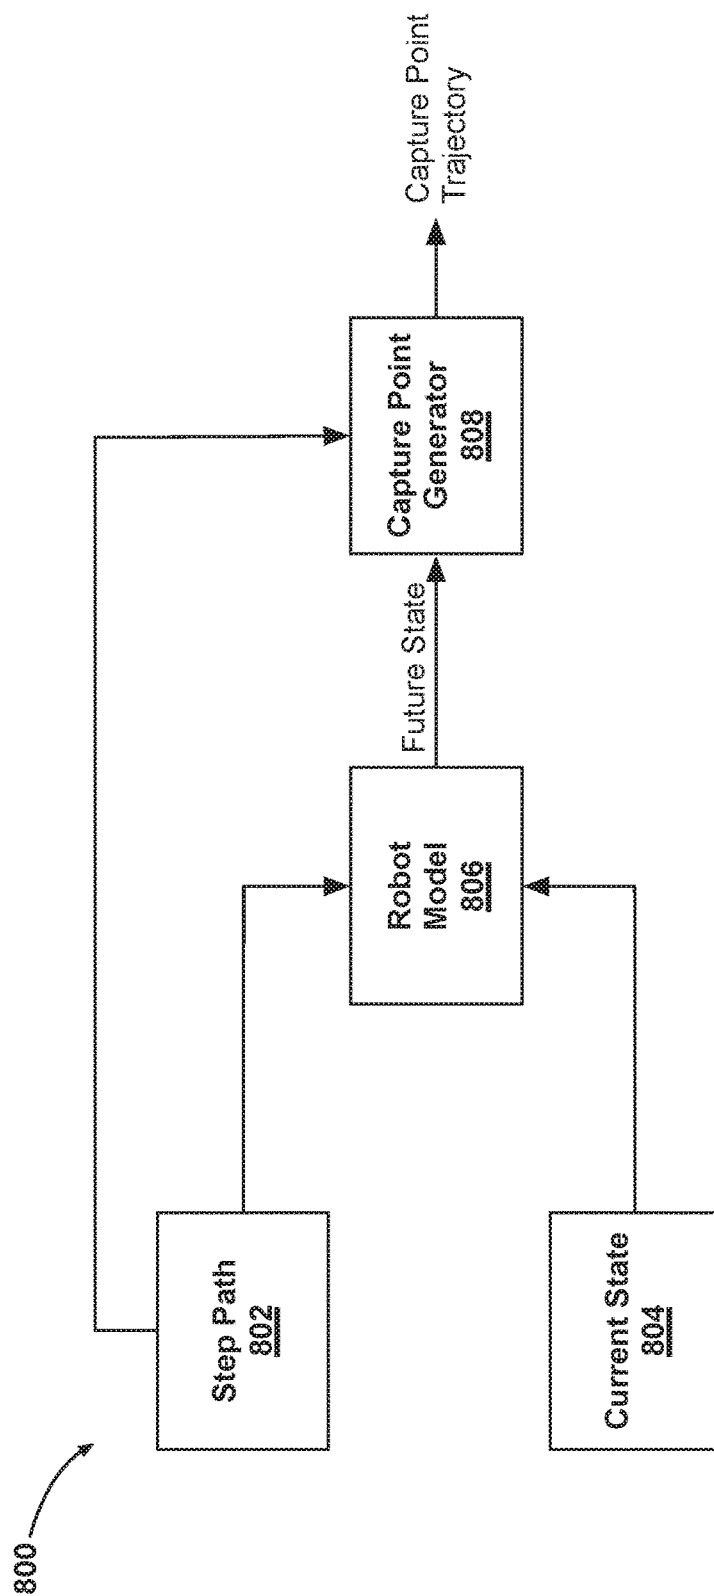 800
Step Path
802
Current State
804
Robot
Model
806
Future State
Capture Point
Generator
808
Capture Point
Trajectory